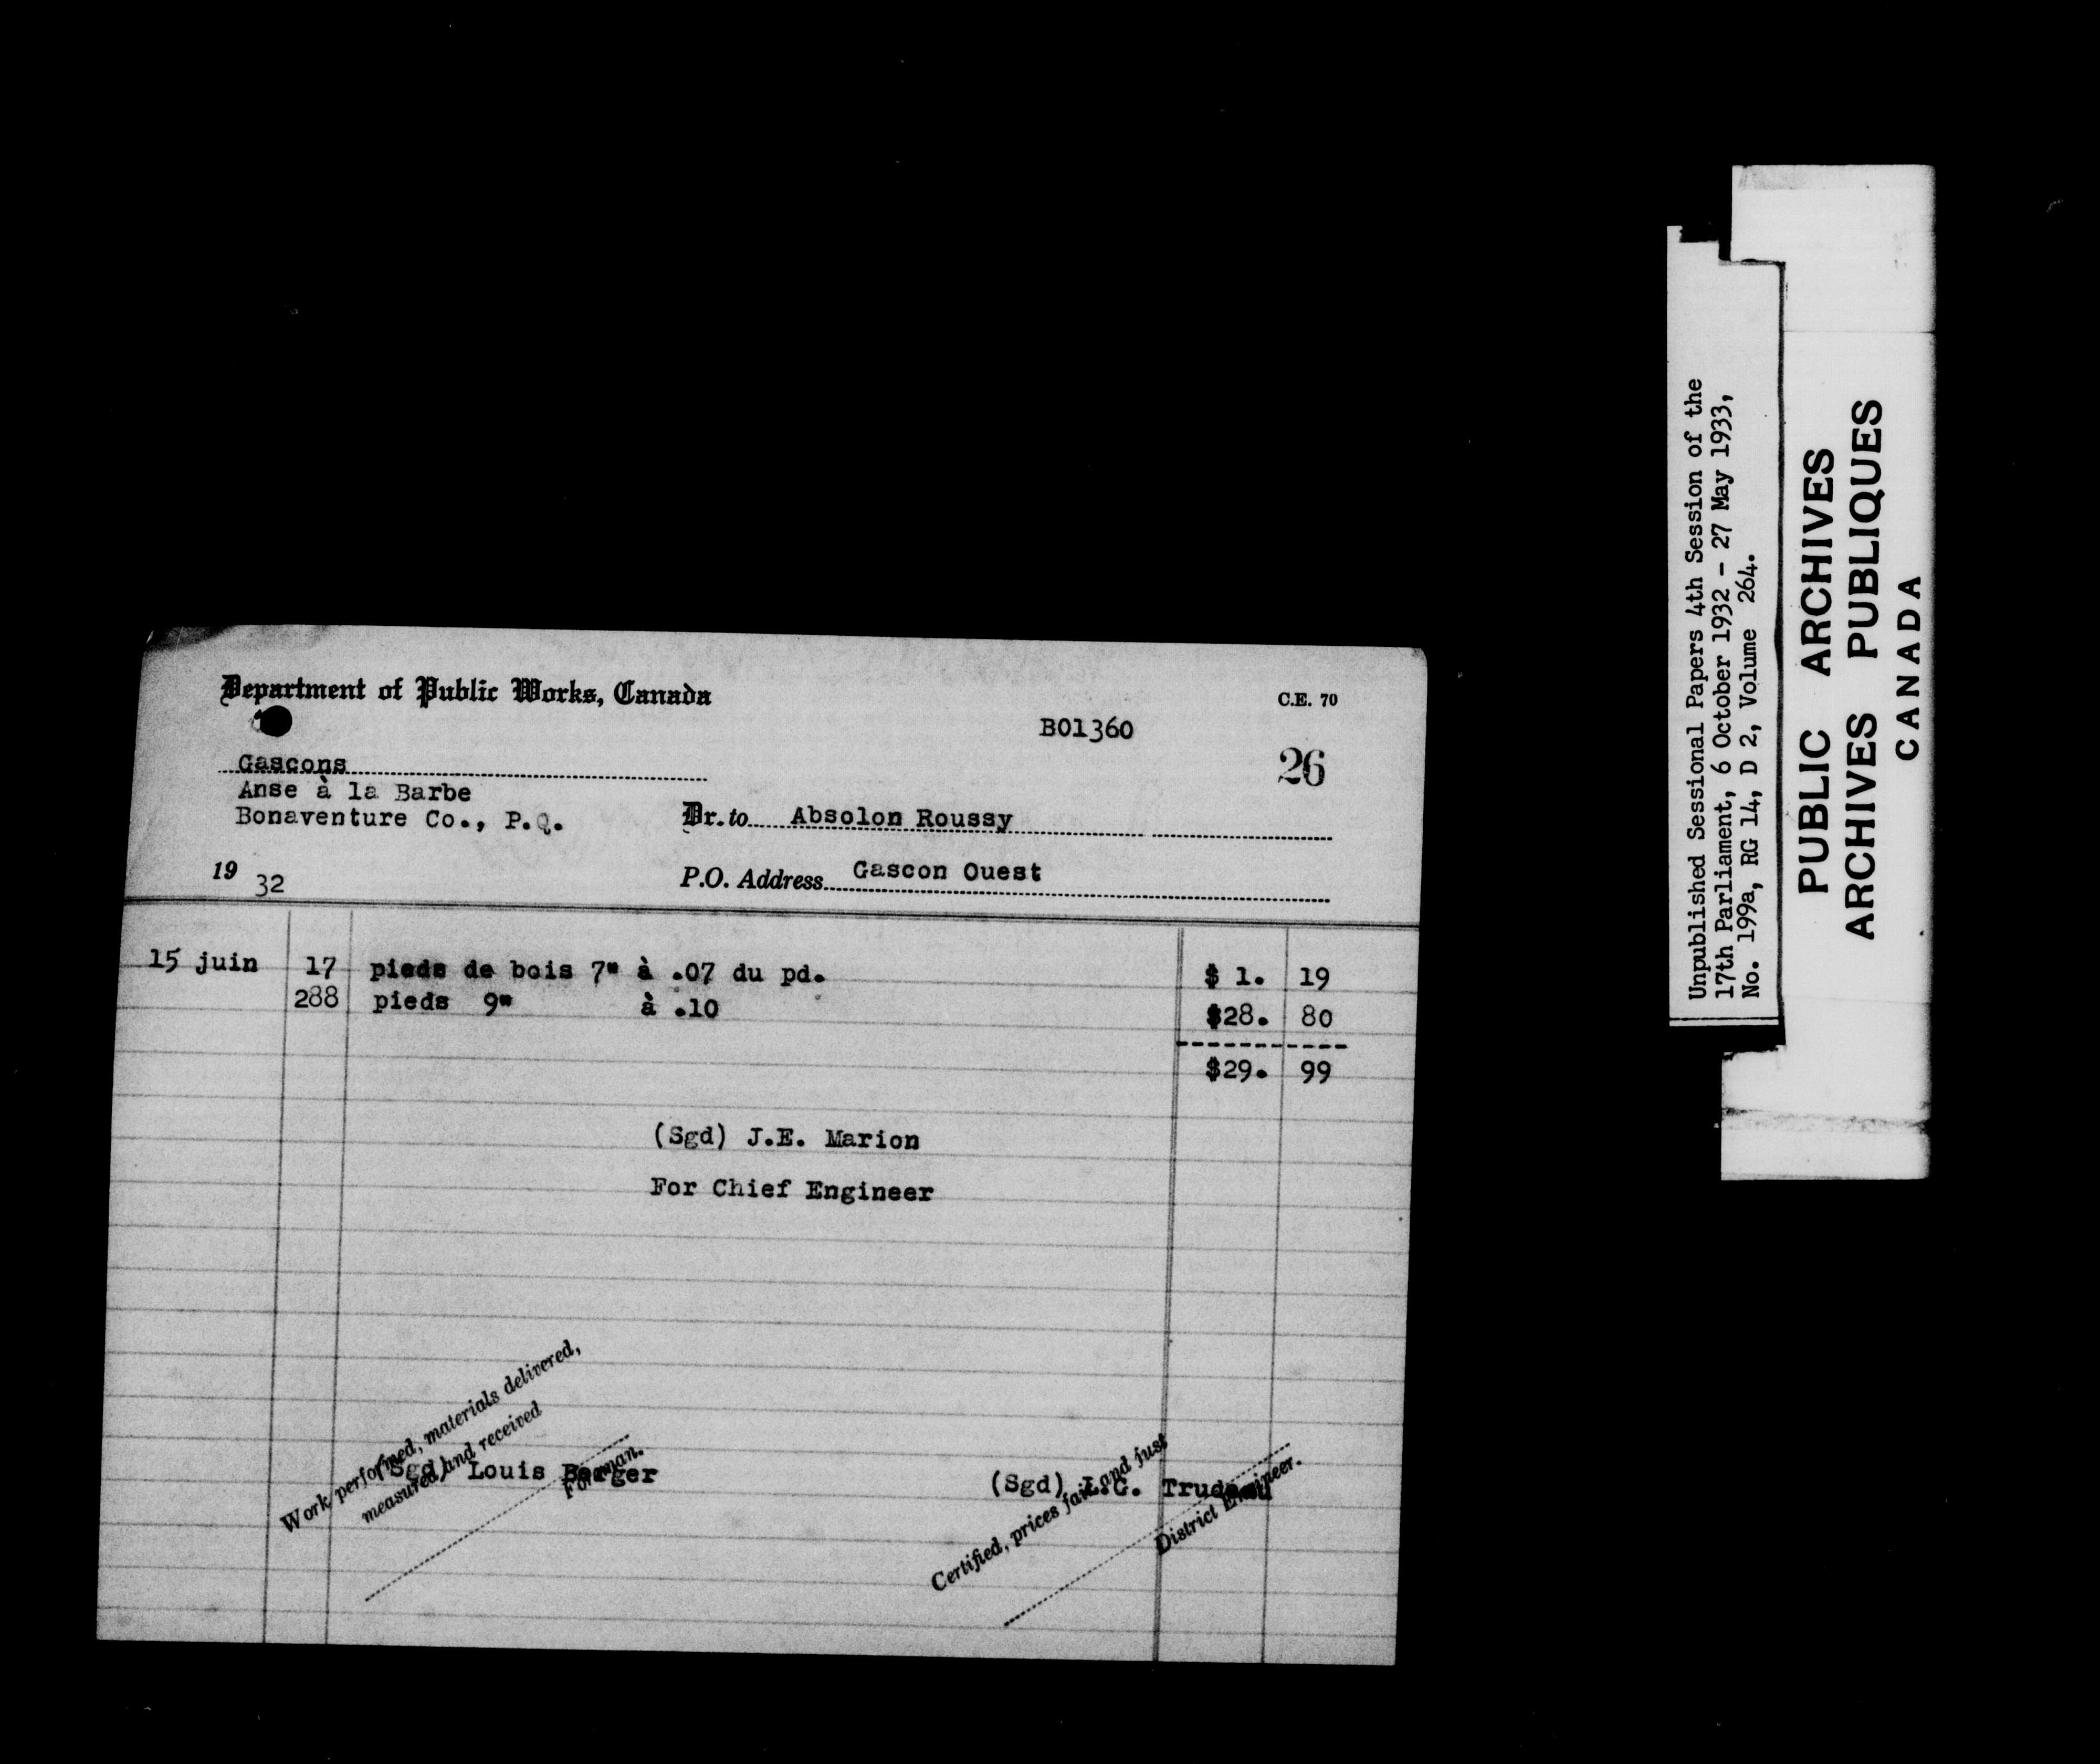 Department of Public Works, Canada
C.E. 70
B01360
26
Gascons
Anse à la Barbe
Bonaventure Co., P.Q.
Dr. to Absolon Roussy
19 32
P.O. Address Gascon Ouest
15 juin 17 pieds de bois 7" à .07 du pd. $ 1. 19
288 pieds 9" à .10 $28. 80
$29. 99
(Sgd) J.E. Marion
For Chief Engineer
Work performed, materials delivered,
measured and received
(Sgd) Louis Berger
Foreman.
Certified, prices fair and just
(Sgd) L.G. Trudeau
District Engineer.
Unpublished Sessional Papers 4th Session of the
17th Parliament, 6 October 1932 - 27 May 1933,
No. 199a, RG 14, D 2, Volume 264.
PUBLIC ARCHIVES
ARCHIVES PUBLIQUES
CANADA